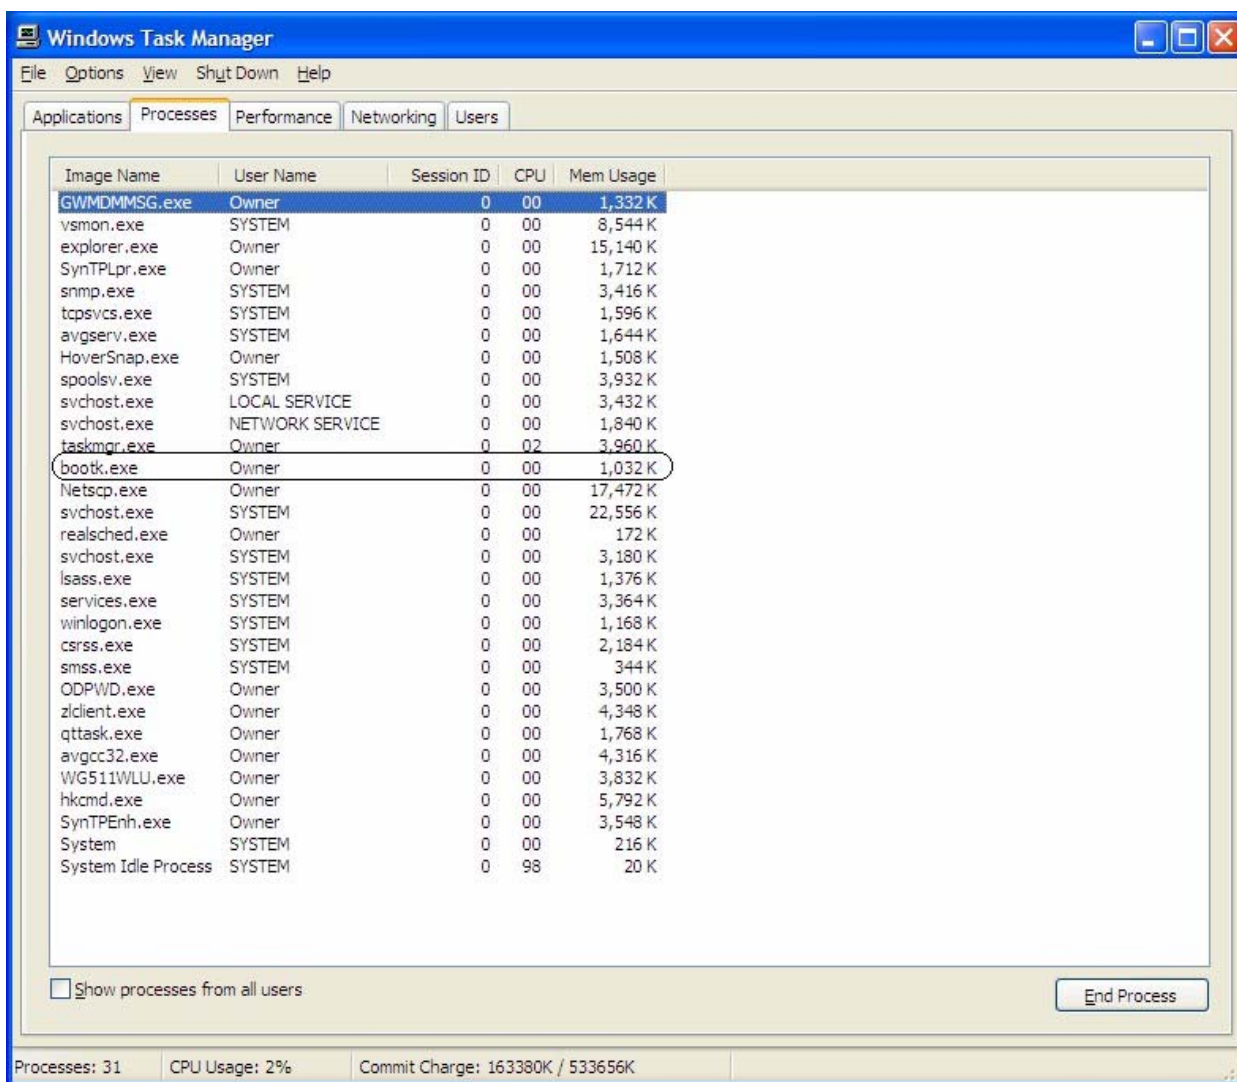 Windows Task Manager
File Options View Shut Down Help
Applications Processes Performance Networking Users
Image Name User Name Session ID CPU Mem Usage
GWMDMMSG.exe Owner 0 00 1,332 K
vsmon.exe SYSTEM 0 00 8,544 K
explorer.exe Owner 0 00 15,140 K
SynTPLpr.exe Owner 0 00 1,712 K
snmp.exe SYSTEM 0 00 3,416 K
tcpsvcs.exe SYSTEM 0 00 1,596 K
avgserv.exe SYSTEM 0 00 1,644 K
HoverSnap.exe Owner 0 00 1,508 K
spoolsv.exe SYSTEM 0 00 3,932 K
svchost.exe LOCAL SERVICE 0 00 3,432 K
svchost.exe NETWORK SERVICE 0 00 1,840 K
taskmgr.exe Owner 0 02 3,960 K
bootk.exe Owner 0 00 1,032 K
Netscp.exe Owner 0 00 17,472 K
svchost.exe SYSTEM 0 00 22,556 K
realsched.exe Owner 0 00 172 K
svchost.exe SYSTEM 0 00 3,180 K
lsass.exe SYSTEM 0 00 1,376 K
services.exe SYSTEM 0 00 3,364 K
winlogon.exe SYSTEM 0 00 1,168 K
csrss.exe SYSTEM 0 00 2,184 K
smss.exe SYSTEM 0 00 344 K
ODPWD.exe Owner 0 00 3,500 K
zlclient.exe Owner 0 00 4,348 K
qttask.exe Owner 0 00 1,768 K
avgcc32.exe Owner 0 00 4,316 K
WG511WLU.exe Owner 0 00 3,832 K
hkcmd.exe Owner 0 00 5,792 K
SynTPEnh.exe Owner 0 00 3,548 K
System SYSTEM 0 00 216 K
System Idle Process SYSTEM 0 98 20 K
Show processes from all users
End Process
Processes: 31 CPU Usage: 2% Commit Charge: 163380K / 533656K